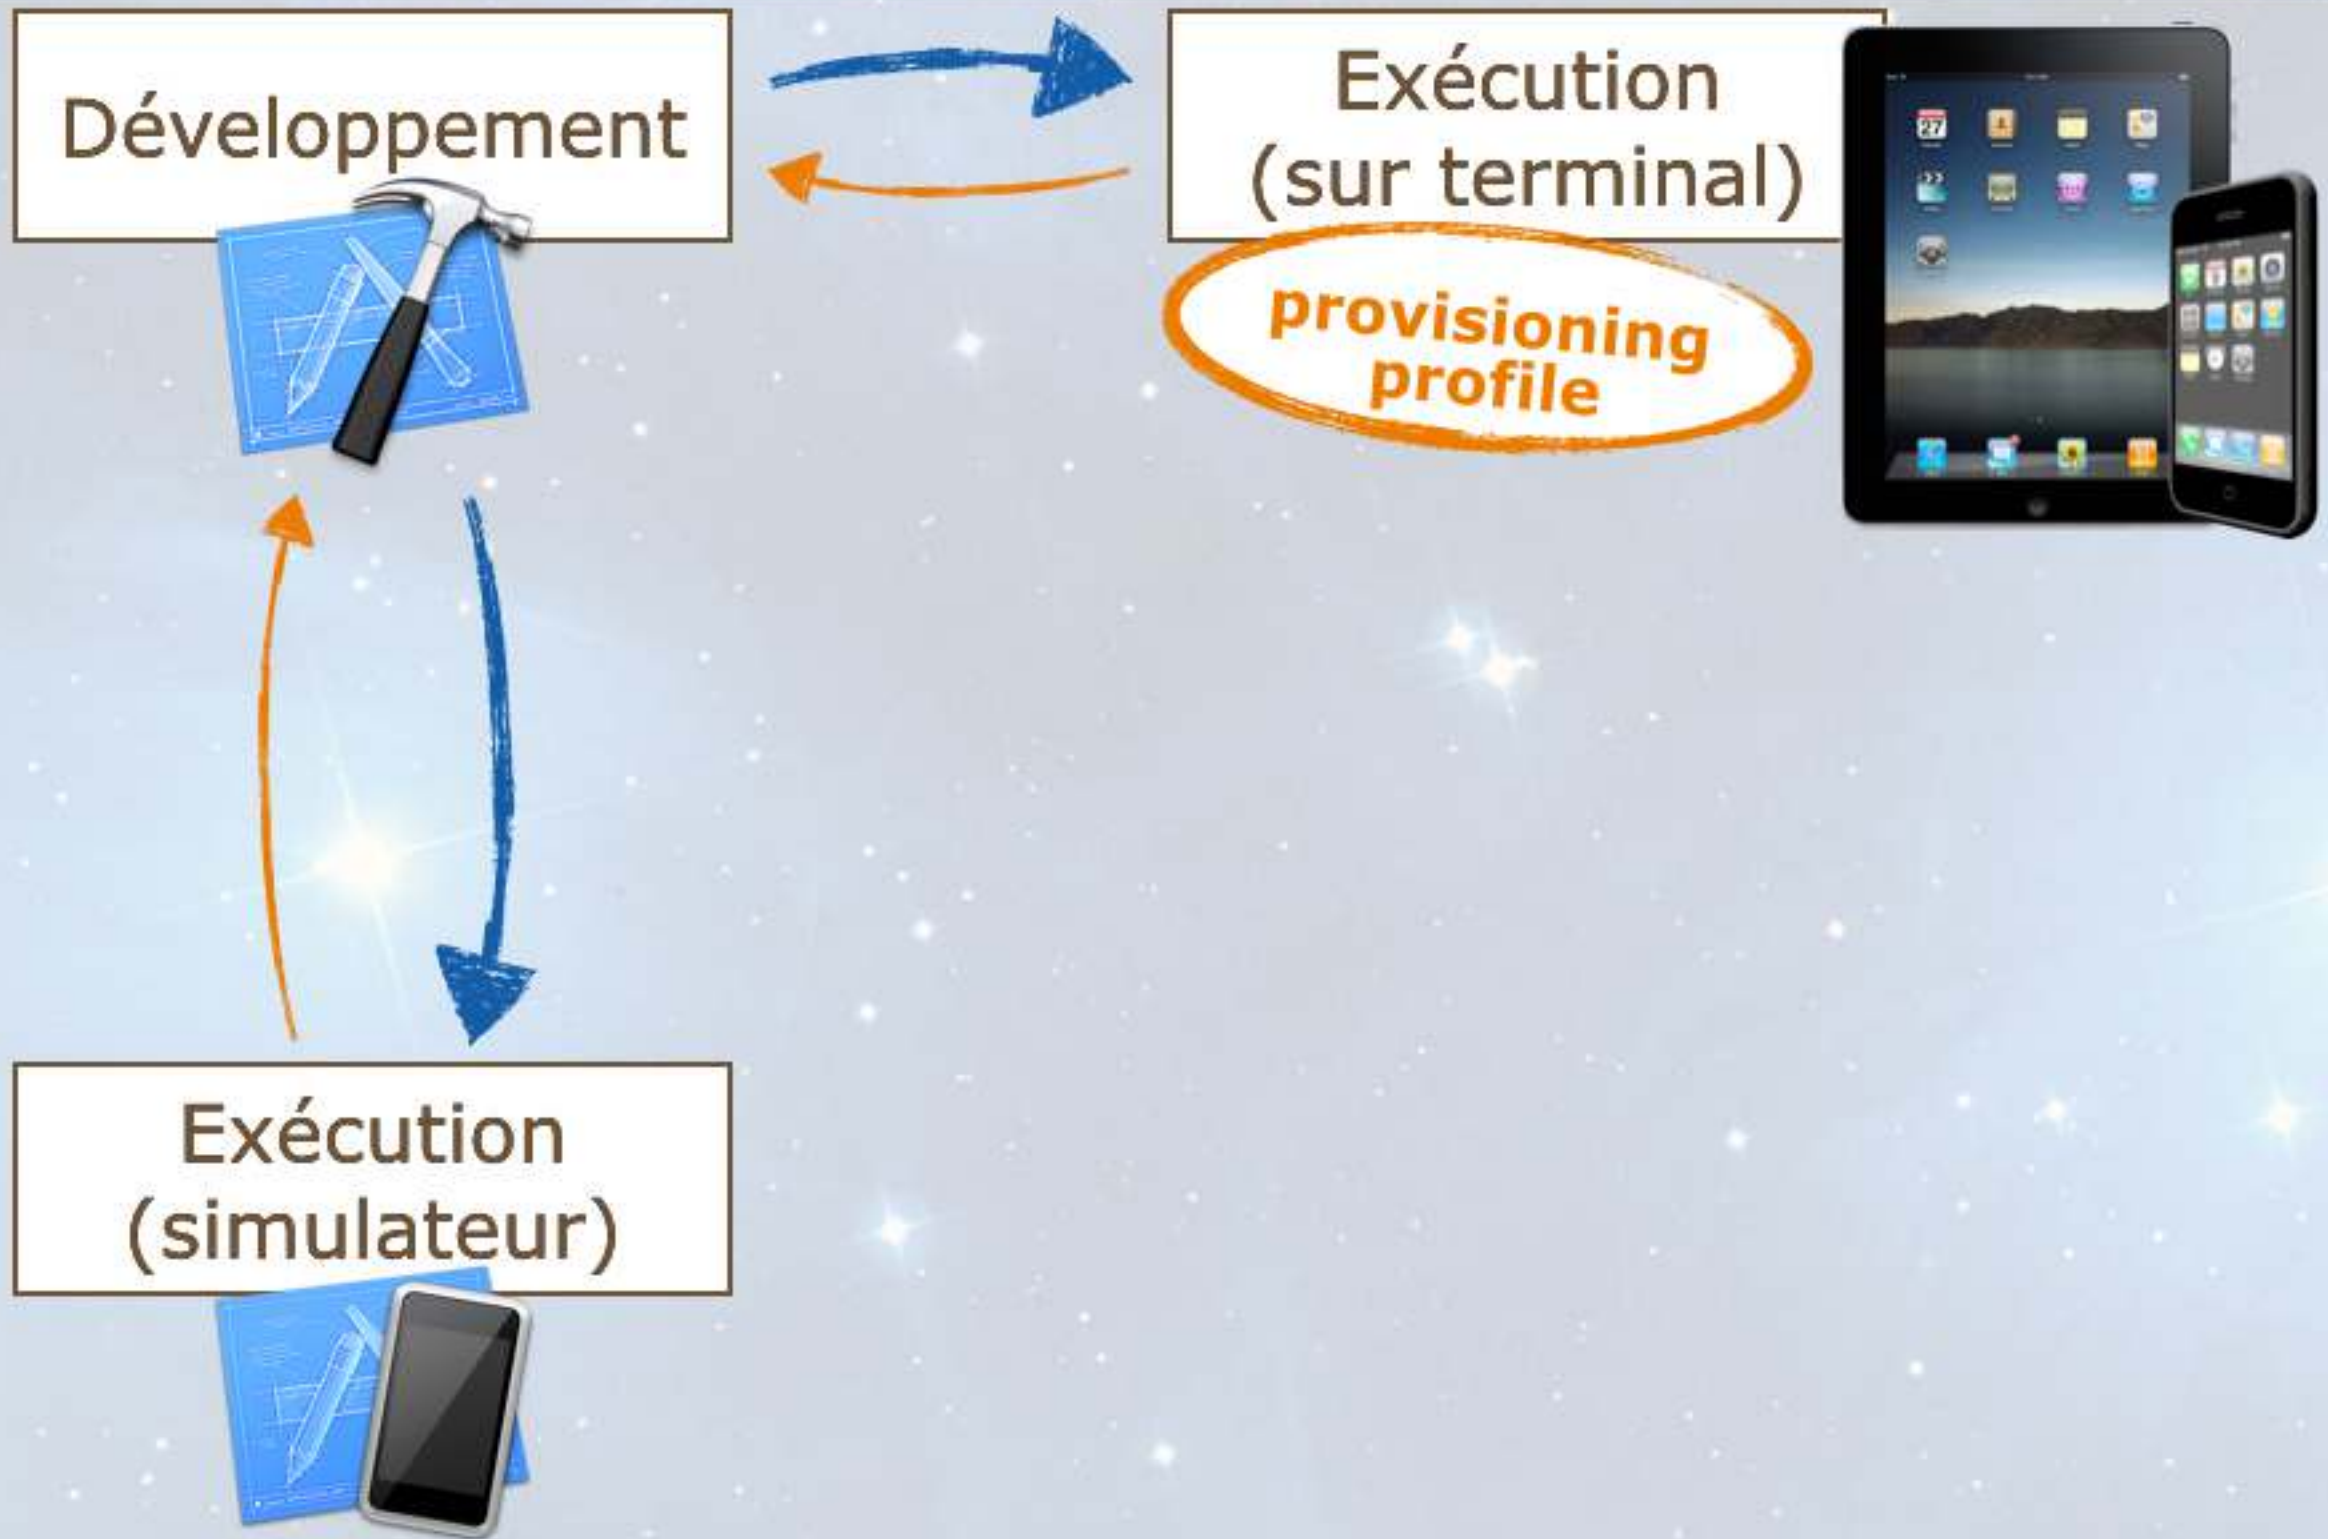 Développement
Exécution
(sur terminal)
provisioning
profile
Exécution
(simulateur)